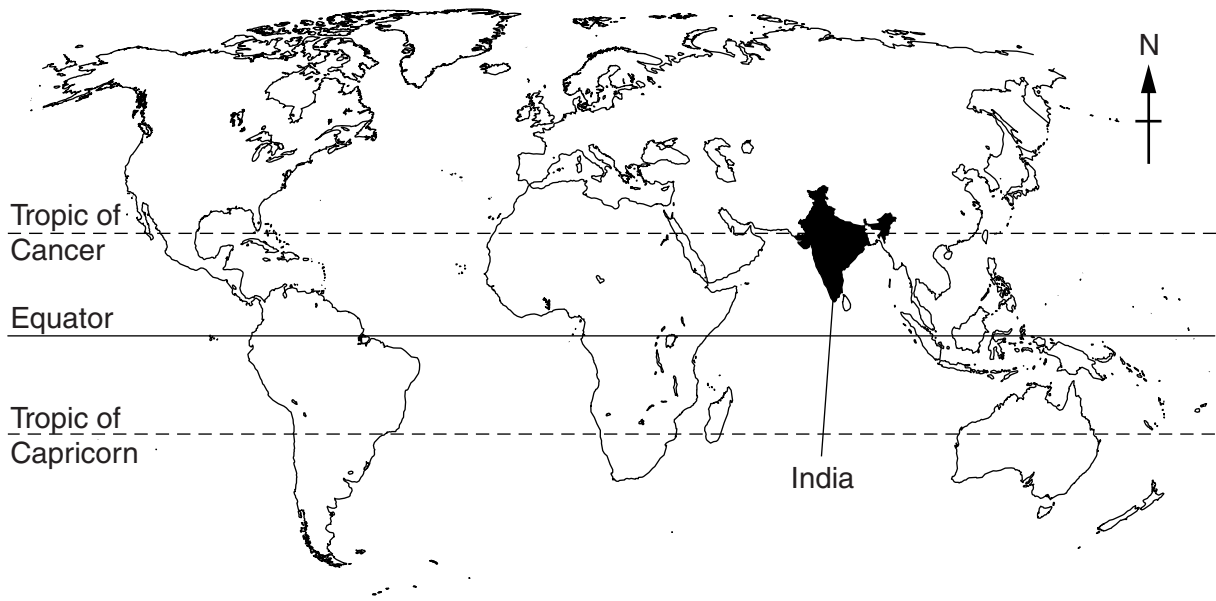 N
Tropic of
Cancer
Equator
Tropic of
Capricorn
India